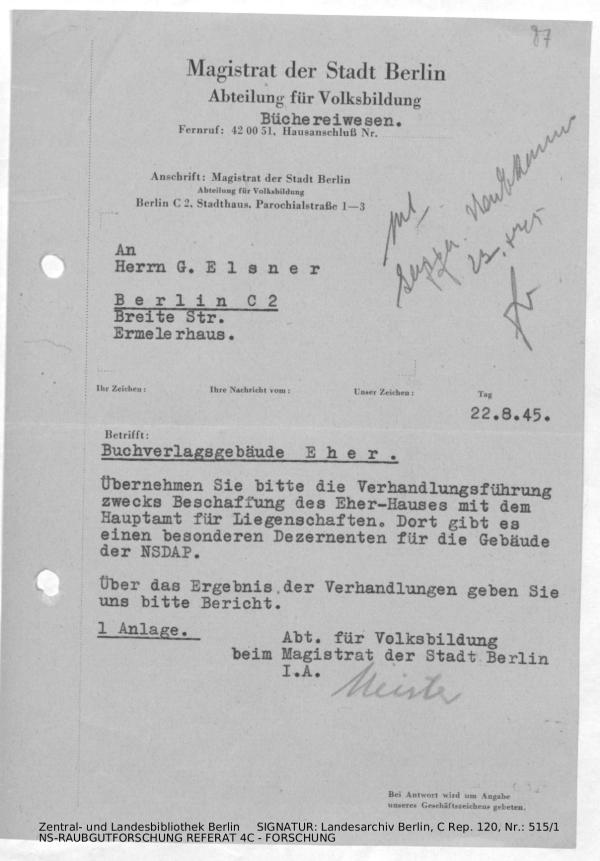 87
Magistrat der Stadt Berlin
Abteilung für Volksbildung
Büchereiwesen.
Fernruf: 42 00 51, Hausanschluß Nr.
Anschrift: Magistrat der Stadt Berlin
Abteilung für Volksbildung
Berlin C 2, Stadthaus, Parochialstraße 1—3
An
Herrn G. E l s n e r
B e r l i n C 2
Breite Str.
Ermelerhaus.
Ihr Zeichen: Ihre Nachricht vom: Unser Zeichen: Tag
22.8.45.
Betrifft:
Buchverlagsgebäude E h e r .
Übernehmen Sie bitte die Verhandlungsführung
zwecks Beschaffung des Eher-Hauses mit dem
Hauptamt für Liegenschaften. Dort gibt es
einen besonderen Dezernenten für die Gebäude
der NSDAP.
Über das Ergebnis der Verhandlungen geben Sie
uns bitte Bericht.
1 Anlage.
Abt. für Volksbildung
beim Magistrat der Stadt Berlin
I.A.
Meister
Bei Antwort wird um Angabe
unseres Geschäftszeichens gebeten.
Zentral- und Landesbibliothek Berlin SIGNATUR: Landesarchiv Berlin, C Rep. 120, Nr.: 515/1
NS-RAUBGUTFORSCHUNG REFERAT 4C - FORSCHUNG